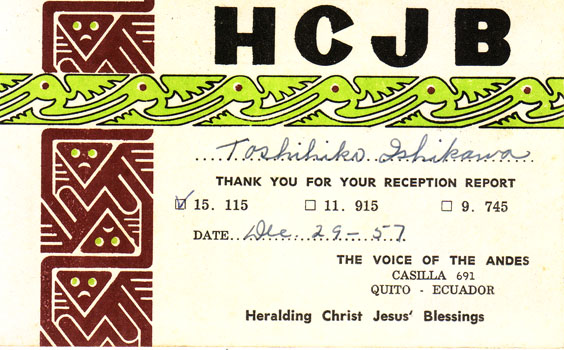 HCJB
Toshihiko Ishikawa
THANK YOU FOR YOUR RECEPTION REPORT
☑ 15. 115 ☐ 11. 915 ☐ 9. 745
DATE Dec. 29-57
THE VOICE OF THE ANDES
CASILLA 691
QUITO - ECUADOR
Heralding Christ Jesus' Blessings